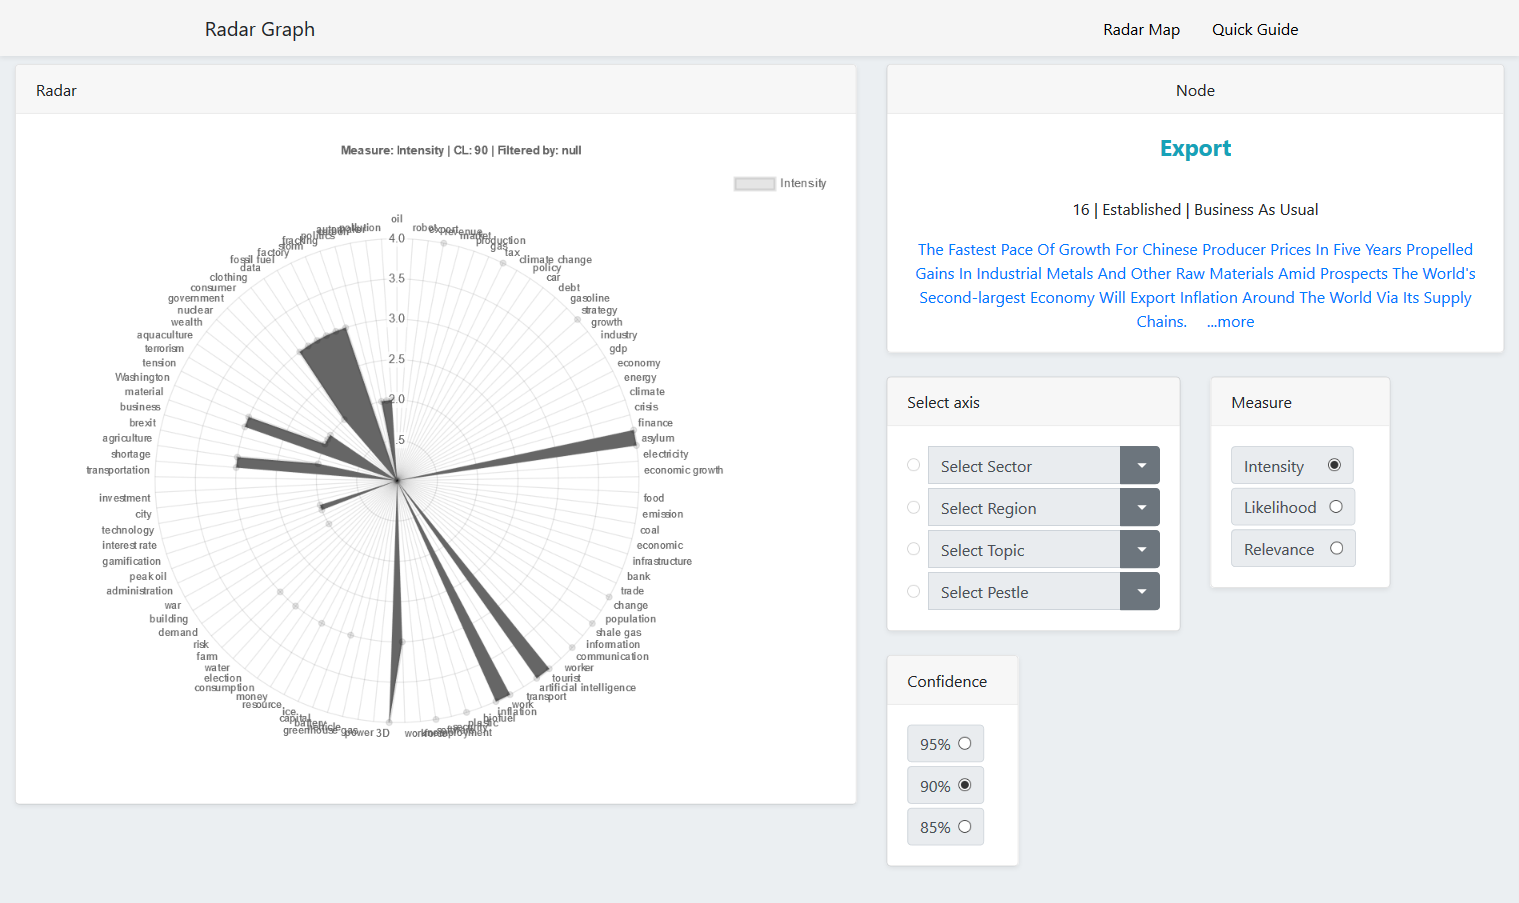 Radar Graph
Radar Map
Quick Guide
Radar
Measure: Intensity | CL: 90 | Filtered by: null
Intensity
oil
robot
export
revenue
market
production
gas
tax
climate change
policy
car
debt
gasoline
strategy
growth
industry
gdp
economy
energy
climate
crisis
finance
asylum
electricity
economic growth
food
emission
coal
economic
infrastructure
bank
trade
change
population
shale gas
information
communication
worker
tourist
artificial intelligence
transport
work
inflation
biofuel
plastic
security
unemployment
workforce
3D
power
greenhouse gas
vehicle
battery
capital
ice
resource
money
consumption
election
water
farm
risk
demand
building
war
administration
peak oil
gamification
interest rate
technology
city
investment
transportation
shortage
agriculture
brexit
business
material
Washington
tension
terrorism
aquaculture
wealth
nuclear
government
consumer
clothing
data
fossil fuel
factory
storm
fracking
politics
pollution
4.0
3.5
3.0
2.5
2.0
.5
Node
Export
16 | Established | Business As Usual
The Fastest Pace Of Growth For Chinese Producer Prices In Five Years Propelled
Gains In Industrial Metals And Other Raw Materials Amid Prospects The World's
Second-largest Economy Will Export Inflation Around The World Via Its Supply
Chains. ...more
Select axis
Select Sector
Select Region
Select Topic
Select Pestle
Measure
Intensity
Likelihood
Relevance
Confidence
95%
90%
85%